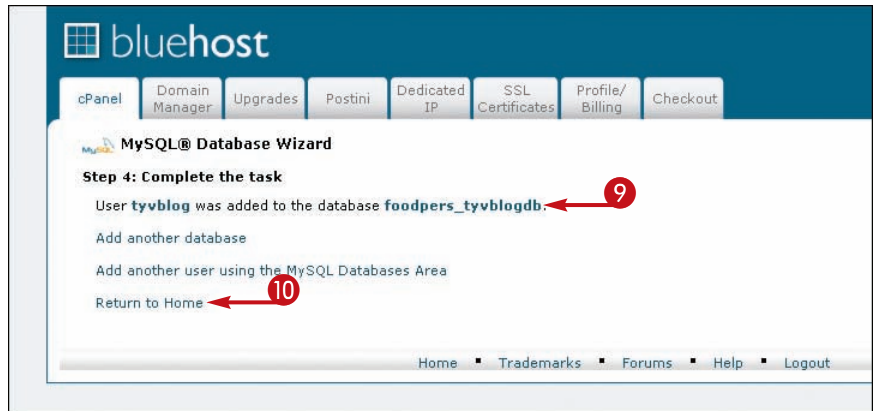 bluehost
cPanel
Domain
Manager
Upgrades
Postini
Dedicated
IP
SSL
Certificates
Profile/
Billing
Checkout
MySQL MySQL® Database Wizard
Step 4: Complete the task
User tyvblog was added to the database foodpers_tyvblogdb. 9
Add another database
Add another user using the MySQL Databases Area
Return to Home 10
Home ▪ Trademarks ▪ Forums ▪ Help ▪ Logout